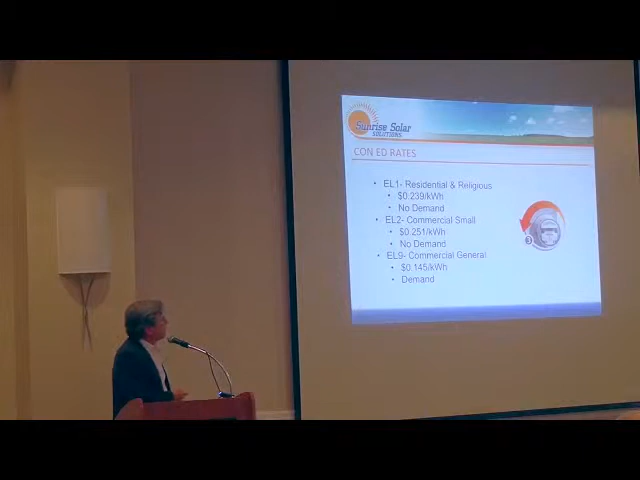 Sunrise Solar
SOLUTIONS
CON ED RATES
• EL1- Residential & Religious
• $0.239/kWh
• No Demand
• EL2- Commercial Small
• $0.251/kWh
• No Demand
• EL9- Commercial General
• $0.145/kWh
• Demand